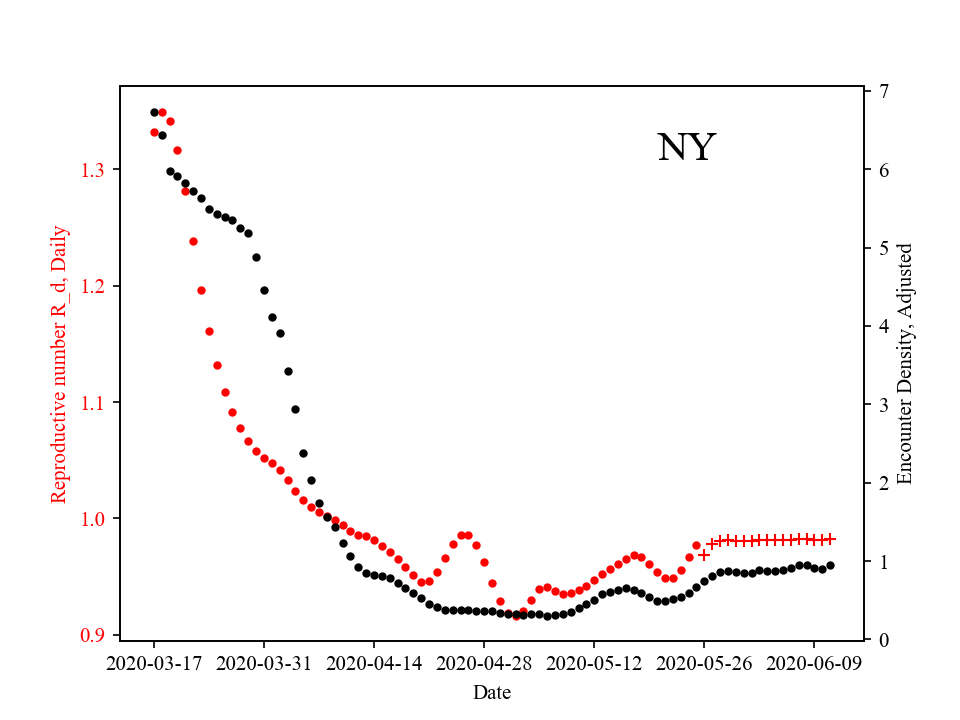 NY
Reproductive number R_d, Daily
1.3
1.2
1.1
1.0
0.9
7
6
5
4
3
2
1
0
Encounter Density, Adjusted
2020-03-17 2020-03-31 2020-04-14 2020-04-28 2020-05-12 2020-05-26 2020-06-09
Date